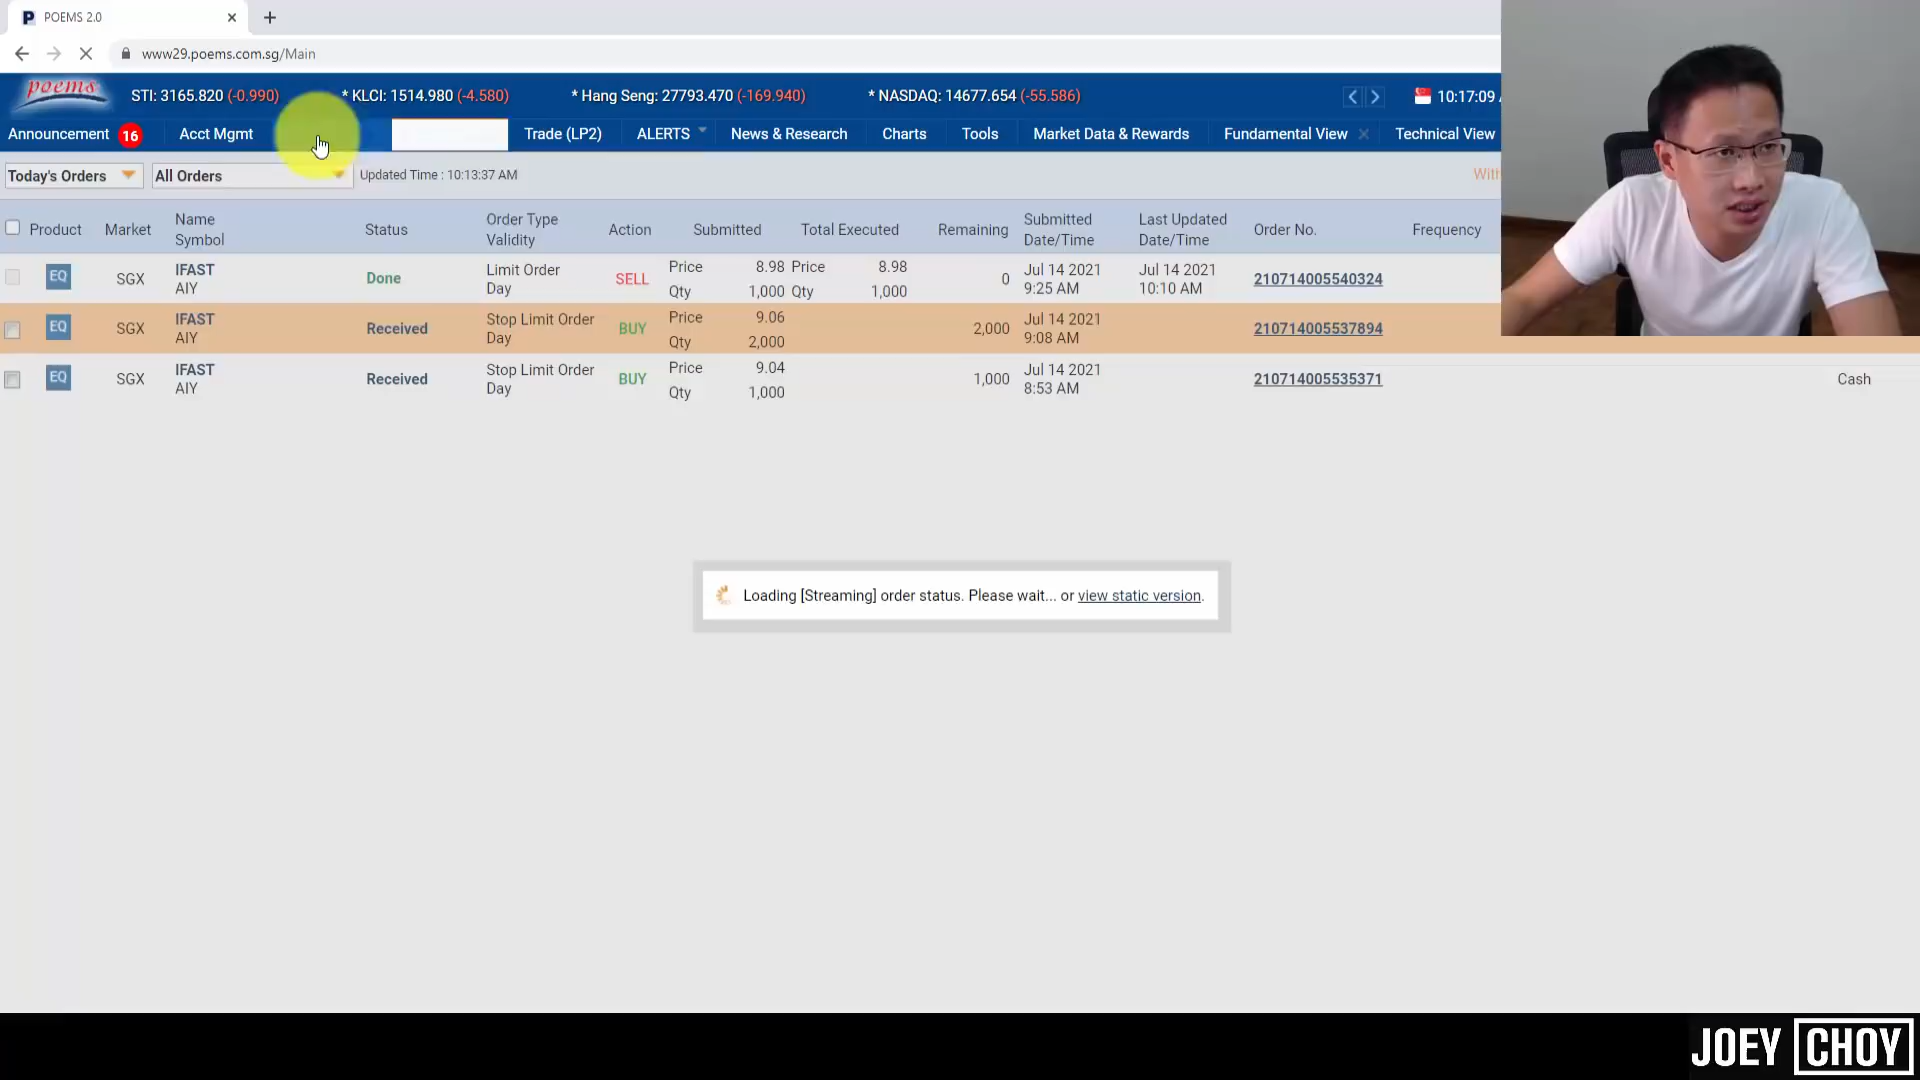 POEMS 2.0
www29.poems.com.sg/Main
poems
STI: 3165.820 (-0.990) * KLCI: 1514.980 (-4.580) * Hang Seng: 27793.470 (-169.940) * NASDAQ: 14677.654 (-55.586) 10:17:09
Announcement 16 Acct Mgmt Trade (LP2) ALERTS News & Research Charts Tools Market Data & Rewards Fundamental View Technical View
Today's Orders All Orders Updated Time : 10:13:37 AM
Product Market Name Symbol Status Order Type Validity Action Submitted Total Executed Remaining Submitted Date/Time Last Updated Date/Time Order No. Frequency
EQ SGX IFAST AIY Done Limit Order Day SELL Price 8.98 Qty 1,000 Price 8.98 Qty 1,000 0 Jul 14 2021 9:25 AM Jul 14 2021 10:10 AM 210714005540324
EQ SGX IFAST AIY Received Stop Limit Order Day BUY Price 9.06 Qty 2,000 2,000 Jul 14 2021 9:08 AM 210714005537894
EQ SGX IFAST AIY Received Stop Limit Order Day BUY Price 9.04 Qty 1,000 1,000 Jul 14 2021 8:53 AM 210714005535371 Cash
Loading [Streaming] order status. Please wait... or view static version.
JOEY CHOY